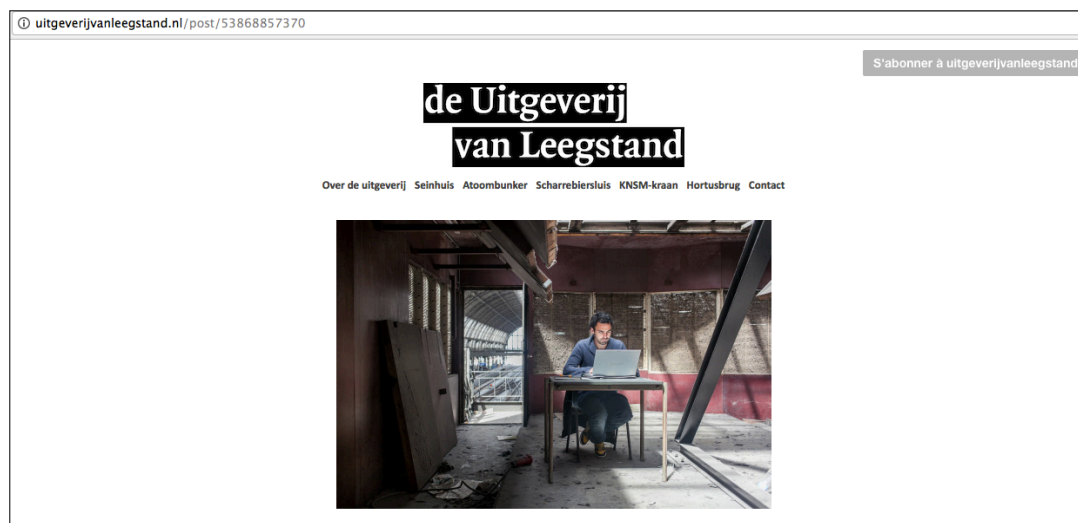 uitgeverijvanleegstand.nl/post/53868857370
S'abonner à uitgeverijvanleegstand
de Uitgeverij
van Leegstand
Over de uitgeverij Seinhuis Atoombunker Scharrebiersluis KNSM-kraan Hortusbrug Contact